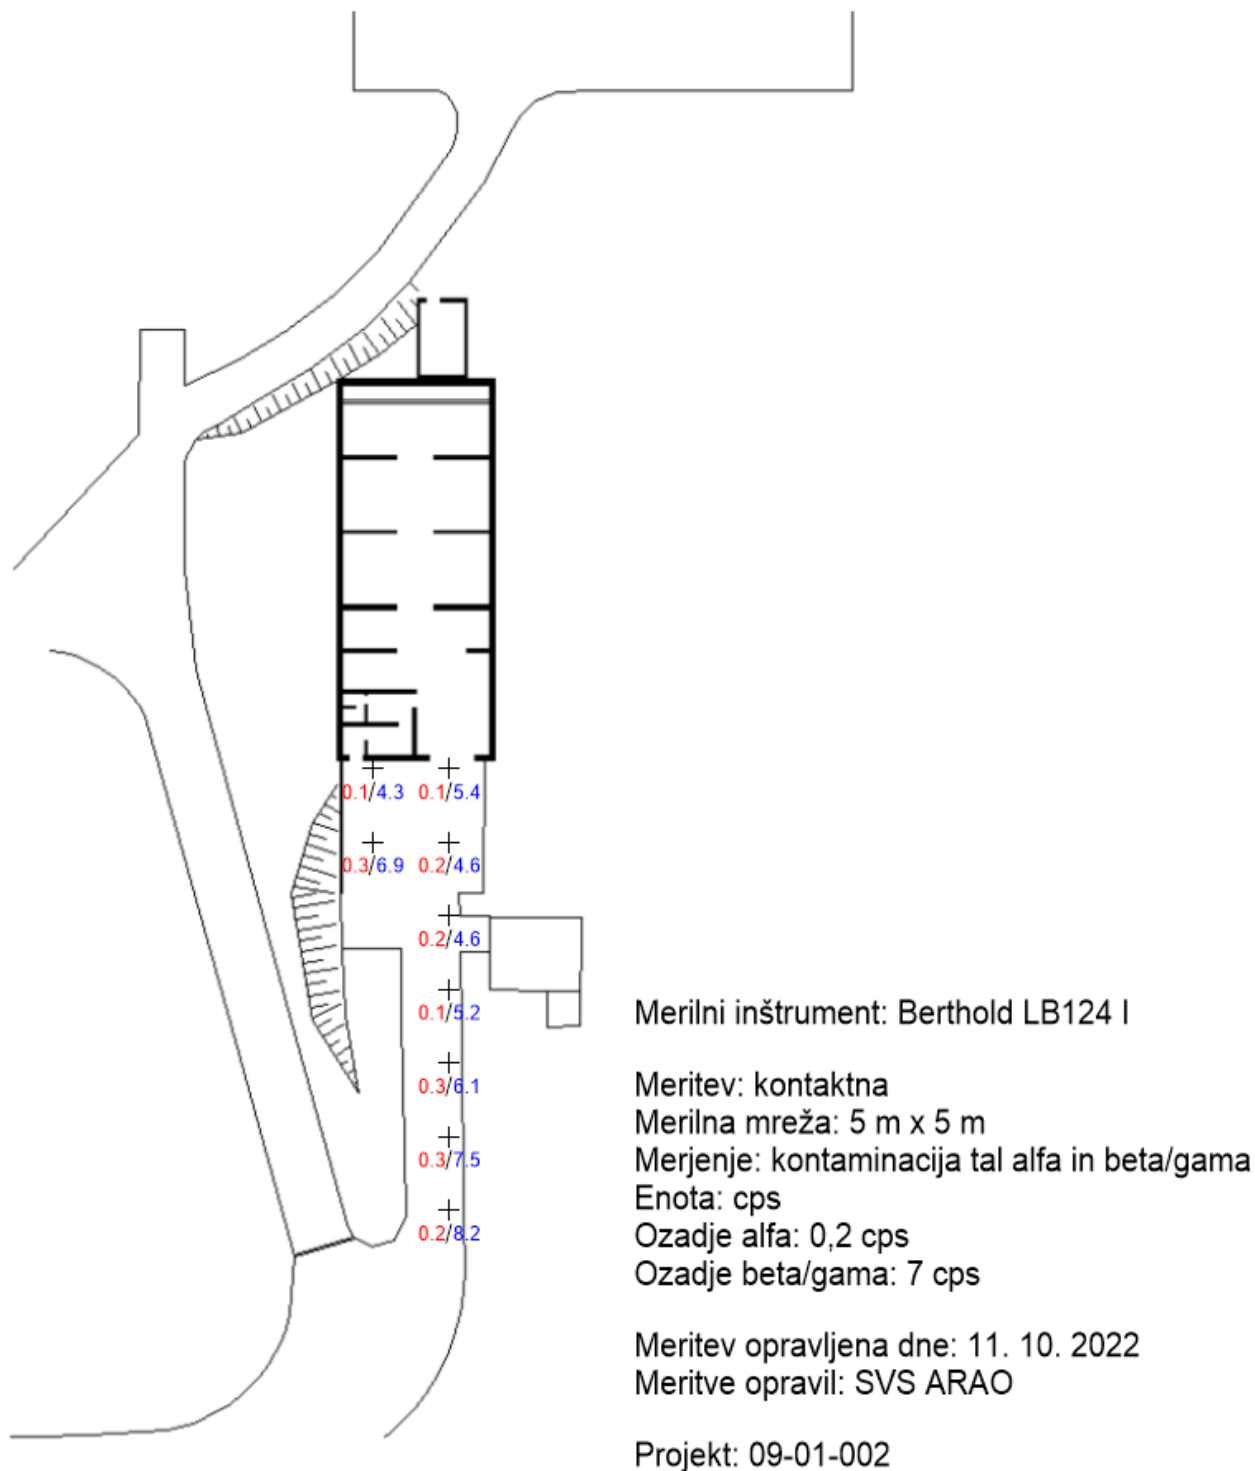 0.1/4.3 0.1/5.4
0.3/6.9 0.2/4.6
0.2/4.6
0.1/5.2
0.3/6.1
0.3/7.5
0.2/8.2
Merilni inštrument: Berthold LB124 I
Meritev: kontaktna
Merilna mreža: 5 m x 5 m
Merjenje: kontaminacija tal alfa in beta/gama
Enota: cps
Ozadje alfa: 0,2 cps
Ozadje beta/gama: 7 cps
Meritev opravljena dne: 11. 10. 2022
Meritve opravil: SVS ARAO
Projekt: 09-01-002